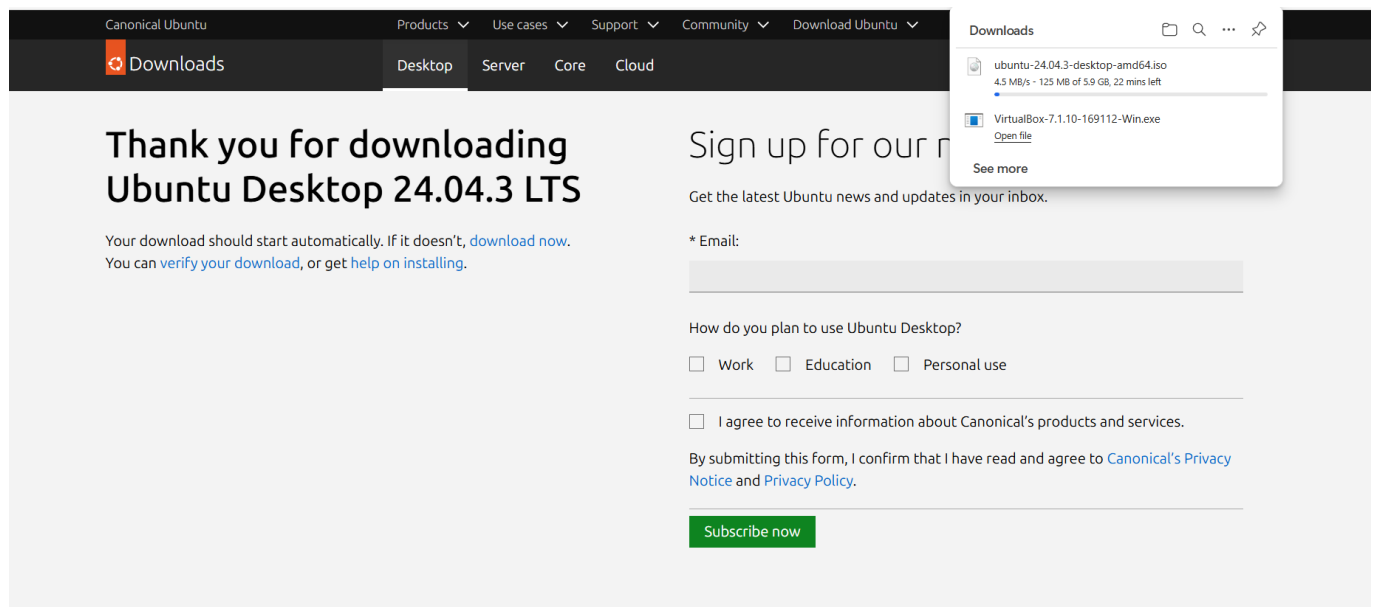 Canonical Ubuntu
Products
Use cases
Support
Community
Download Ubuntu
Downloads
Desktop
Server
Core
Cloud
Downloads
ubuntu-24.04.3-desktop-amd64.iso
4.5 MB/s - 125 MB of 5.9 GB, 22 mins left
VirtualBox-7.1.10-169112-Win.exe
Open file
See more
Thank you for downloading
Ubuntu Desktop 24.04.3 LTS
Your download should start automatically. If it doesn't, download now.
You can verify your download, or get help on installing.
Sign up for our
Get the latest Ubuntu news and updates in your inbox.
* Email:
How do you plan to use Ubuntu Desktop?
Work
Education
Personal use
I agree to receive information about Canonical's products and services.
By submitting this form, I confirm that I have read and agree to Canonical's Privacy
Notice and Privacy Policy.
Subscribe now